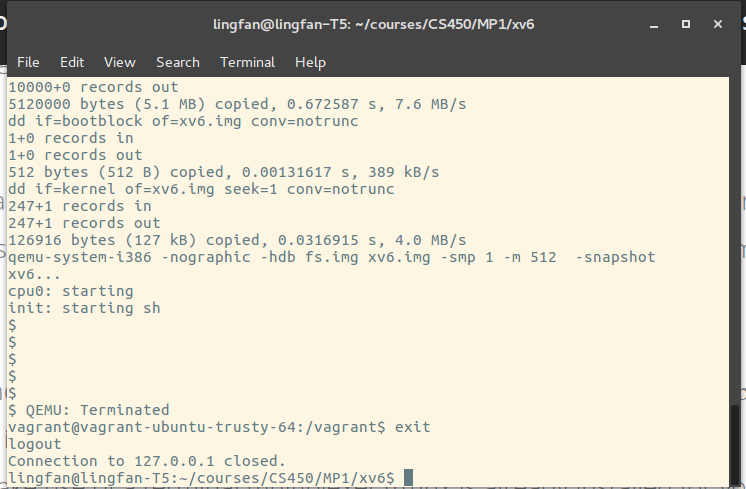 lingfan@lingfan-T5: ~/courses/CS450/MP1/xv6
File Edit View Search Terminal Help
10000+0 records out
5120000 bytes (5.1 MB) copied, 0.672587 s, 7.6 MB/s
dd if=bootblock of=xv6.img conv=notrunc
1+0 records in
1+0 records out
512 bytes (512 B) copied, 0.00131617 s, 389 kB/s
dd if=kernel of=xv6.img seek=1 conv=notrunc
247+1 records in
247+1 records out
126916 bytes (127 kB) copied, 0.0316915 s, 4.0 MB/s
qemu-system-i386 -nographic -hdb fs.img xv6.img -smp 1 -m 512  -snapshot
xv6...
cpu0: starting
init: starting sh
$
$
$
$
$
$ QEMU: Terminated
vagrant@vagrant-ubuntu-trusty-64:/vagrant$ exit
logout
Connection to 127.0.0.1 closed.
lingfan@lingfan-T5:~/courses/CS450/MP1/xv6$